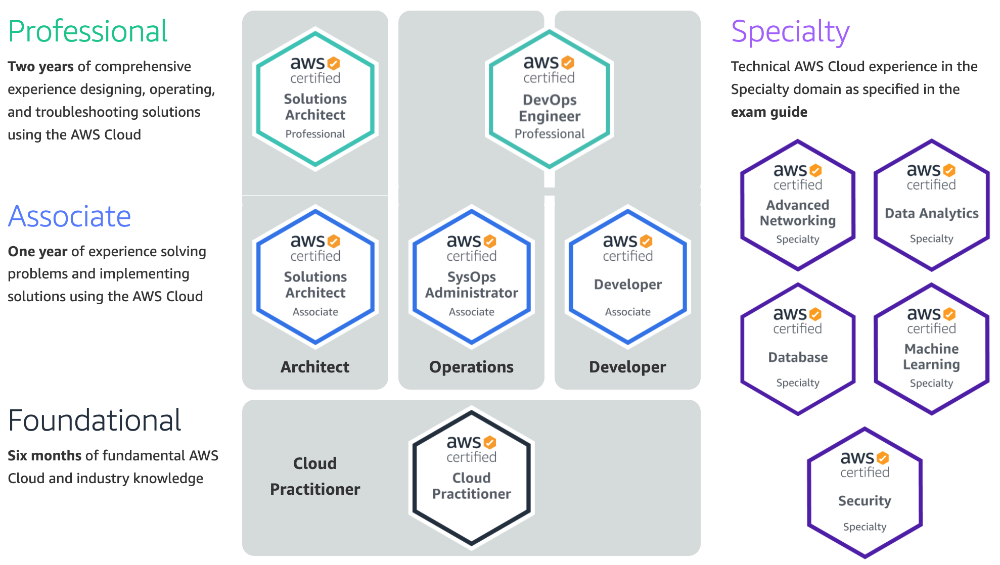 Professional
Two years of comprehensive
experience designing, operating,
and troubleshooting solutions
using the AWS Cloud
aws
certified
Solutions
Architect
Professional
aws
certified
DevOps
Engineer
Professional
Associate
One year of experience solving
problems and implementing
solutions using the AWS Cloud
aws
certified
Solutions
Architect
Associate
Architect
aws
certified
SysOps
Administrator
Associate
Operations
aws
certified
Developer
Associate
Developer
Foundational
Six months of fundamental AWS
Cloud and industry knowledge
Cloud
Practitioner
aws
certified
Cloud
Practitioner
Specialty
Technical AWS Cloud experience in the
Specialty domain as specified in the
exam guide
aws
certified
Advanced
Networking
Specialty
aws
certified
Data Analytics
Specialty
aws
certified
Database
Specialty
aws
certified
Machine
Learning
Specialty
aws
certified
Security
Specialty